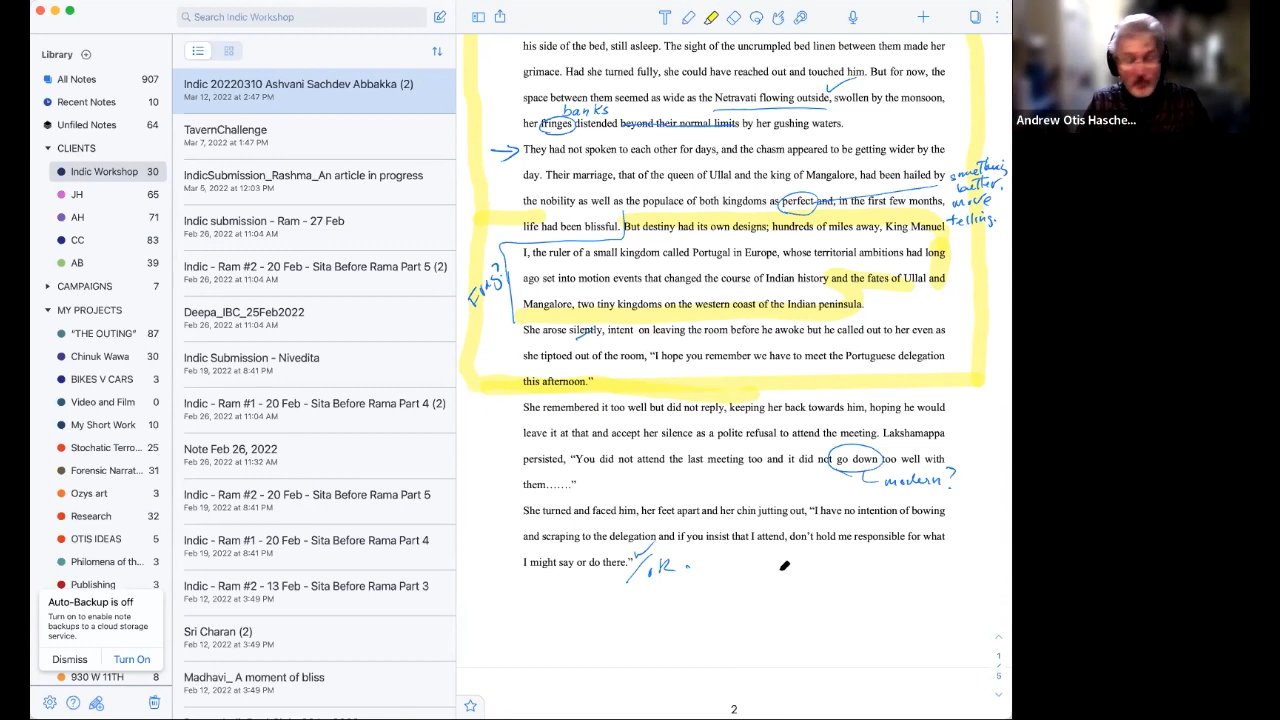 Search Indic Workshop
Library
All Notes 907
Recent Notes 10
Unfiled Notes 64
CLIENTS
Indic Workshop 30
JH 65
AH 71
CC 83
AB 39
CAMPAIGNS
MY PROJECTS
"THE OUTING" 87
Chinuk Wawa 30
BIKES V CARS 3
Video and Film 0
My Short Work 10
Stochatic Terro... 25
Forensic Narrat... 31
Ozys art 3
Research 32
OTIS IDEAS 5
Philomena of th... 3
Publishing 3
Auto-Backup is off
Turn on to enable note
backups to a cloud storage
service.
Dismiss Turn On
930 W 11TH 8
Indic 20220310 Ashvani Sachdev Abbakka (2)
Mar 12, 2022 at 2:47 PM
TavernChallenge
Mar 7, 2022 at 1:47 PM
IndicSubmission_Rachna_An article in progress
Mar 5, 2022 at 12:03 PM
Indic submission - Ram - 27 Feb
Mar 4, 2022 at 9:43 PM
Indic - Ram #2 - 20 Feb - Sita Before Rama Part 5 (2)
Feb 26, 2022 at 11:04 AM
Deepa_IBC_25Feb2022
Feb 26, 2022 at 11:04 AM
Indic Submission - Nivedita
Feb 19, 2022 at 8:41 PM
Indic - Ram #1 - 20 Feb - Sita Before Rama Part 4 (2)
Feb 26, 2022 at 11:04 AM
Note Feb 26, 2022
Feb 26, 2022 at 11:32 AM
Indic - Ram #2 - 20 Feb - Sita Before Rama Part 5
Feb 19, 2022 at 8:41 PM
Indic - Ram #1 - 20 Feb - Sita Before Rama Part 4
Feb 19, 2022 at 8:41 PM
Indic - Ram #2 - 13 Feb - Sita Before Rama Part 3
Feb 12, 2022 at 3:49 PM
Sri Charan (2)
Feb 12, 2022 at 3:49 PM
Madhavi_ A moment of bliss
Feb 12, 2022 at 3:49 PM
his side of the bed, still asleep. The sight of the uncrumpled bed linen between them made her
grimace. Had she turned fully, she could have reached out and touched him. But for now, the
space between them seemed as wide as the Netravati flowing outside, swollen by the monsoon,
banks
her fringes distended beyond their normal limits by her gushing waters.
They had not spoken to each other for days, and the chasm appeared to be getting wider by the
day. Their marriage, that of the queen of Ullal and the king of Mangalore, had been hailed by
something
better.
move
telling.
the nobility as well as the populace of both kingdoms as perfect and, in the first few months,
life had been blissful. But destiny had its own designs; hundreds of miles away, King Manuel
I, the ruler of a small kingdom called Portugal in Europe, whose territorial ambitions had long
ago set into motion events that changed the course of Indian history and the fates of Ullal and
Mangalore, two tiny kingdoms on the western coast of the Indian peninsula.
She arose silently, intent on leaving the room before he awoke but he called out to her even as
she tiptoed out of the room, "I hope you remember we have to meet the Portuguese delegation
this afternoon."
She remembered it too well but did not reply, keeping her back towards him, hoping he would
leave it at that and accept her silence as a polite refusal to attend the meeting. Lakshamappa
persisted, "You did not attend the last meeting too and it did not go down too well with
modern?
them......."
She turned and faced him, her feet apart and her chin jutting out, "I have no intention of bowing
and scraping to the delegation and if you insist that I attend, don't hold me responsible for what
I might say or do there."
OK.
1
/
5
2
Andrew Otis Hasche...